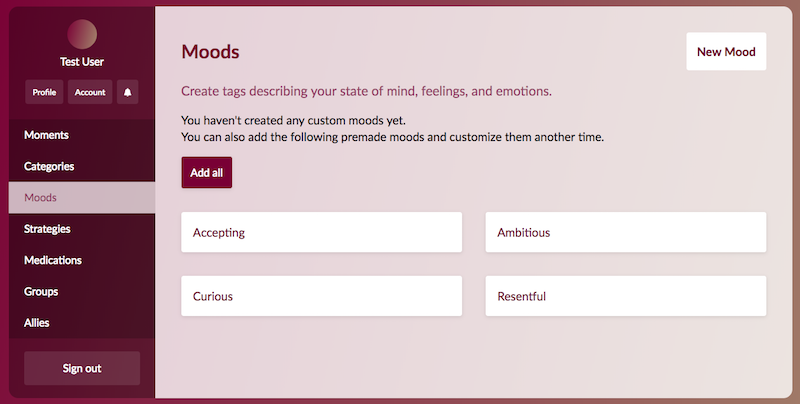 Test User
Profile
Account
Moments
Categories
Moods
Strategies
Medications
Groups
Allies
Sign out
Moods
New Mood
Create tags describing your state of mind, feelings, and emotions.
You haven't created any custom moods yet.
You can also add the following premade moods and customize them another time.
Add all
Accepting
Ambitious
Curious
Resentful